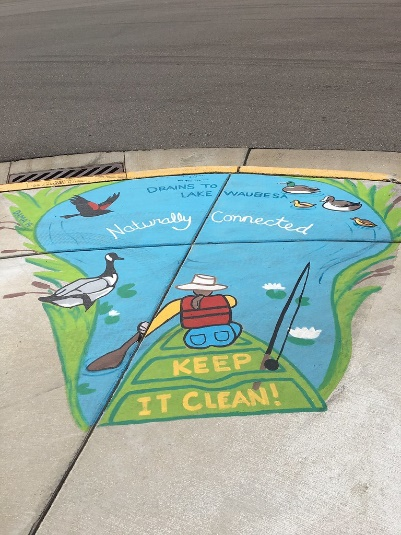 DRAINS TO
LAKE WAUBESA
Naturally Connected
KEEP
IT CLEAN!